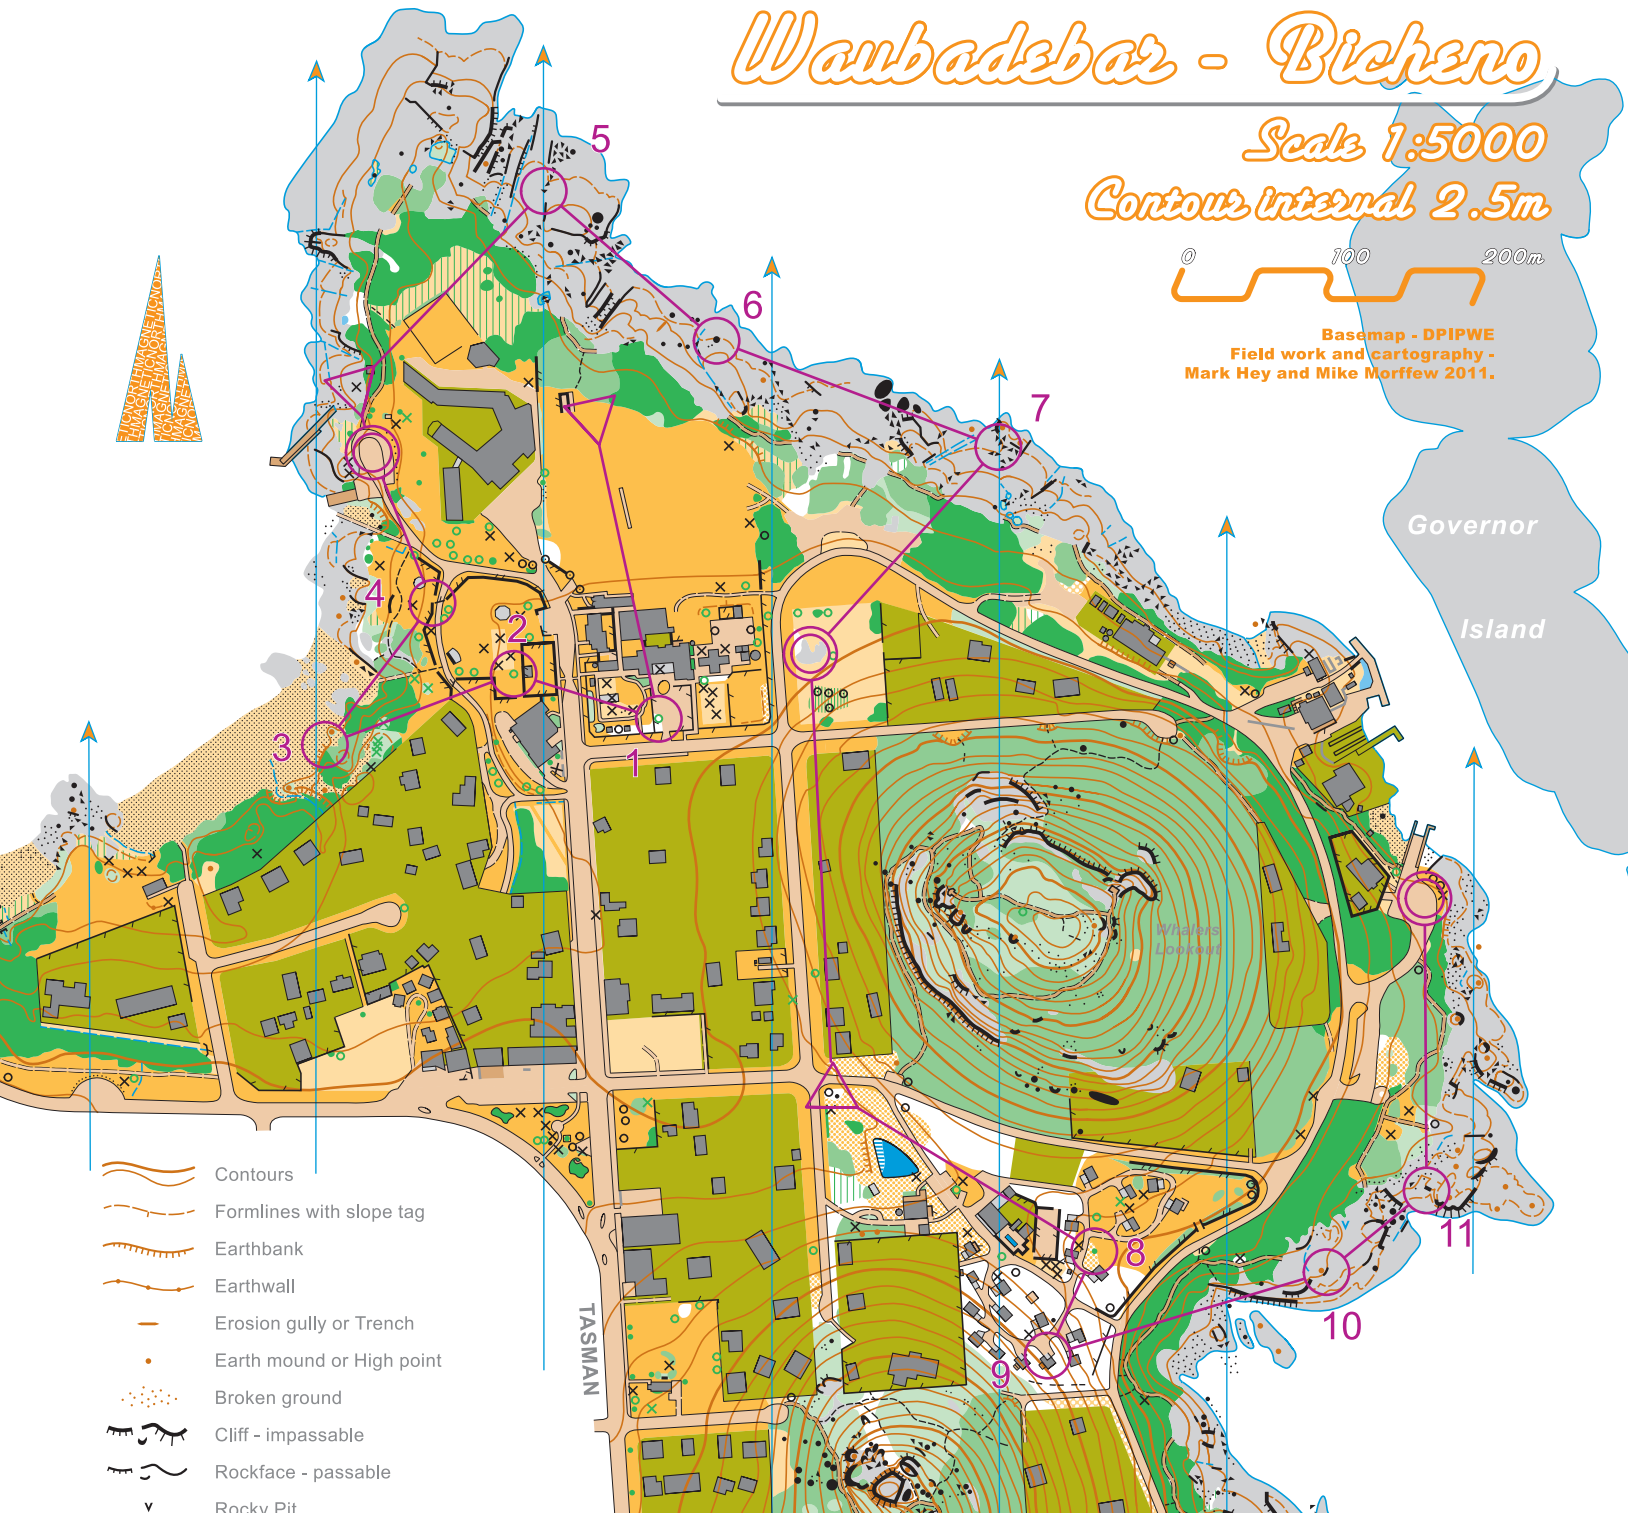 Waubadebar - Bicheno
Scale 1:5000
Contour interval 2.5m
0 100 200m
Basemap - DPIPWE
Field work and cartography -
Mark Hey and Mike Morffew 2011.
5
6
7
4
2
3
1
Governor
Island
Whalers
Lookout
8
9
10
11
TASMAN
Contours
Formlines with slope tag
Earthbank
Earthwall
Erosion gully or Trench
Earth mound or High point
Broken ground
Cliff - impassable
Rockface - passable
Rocky Pit